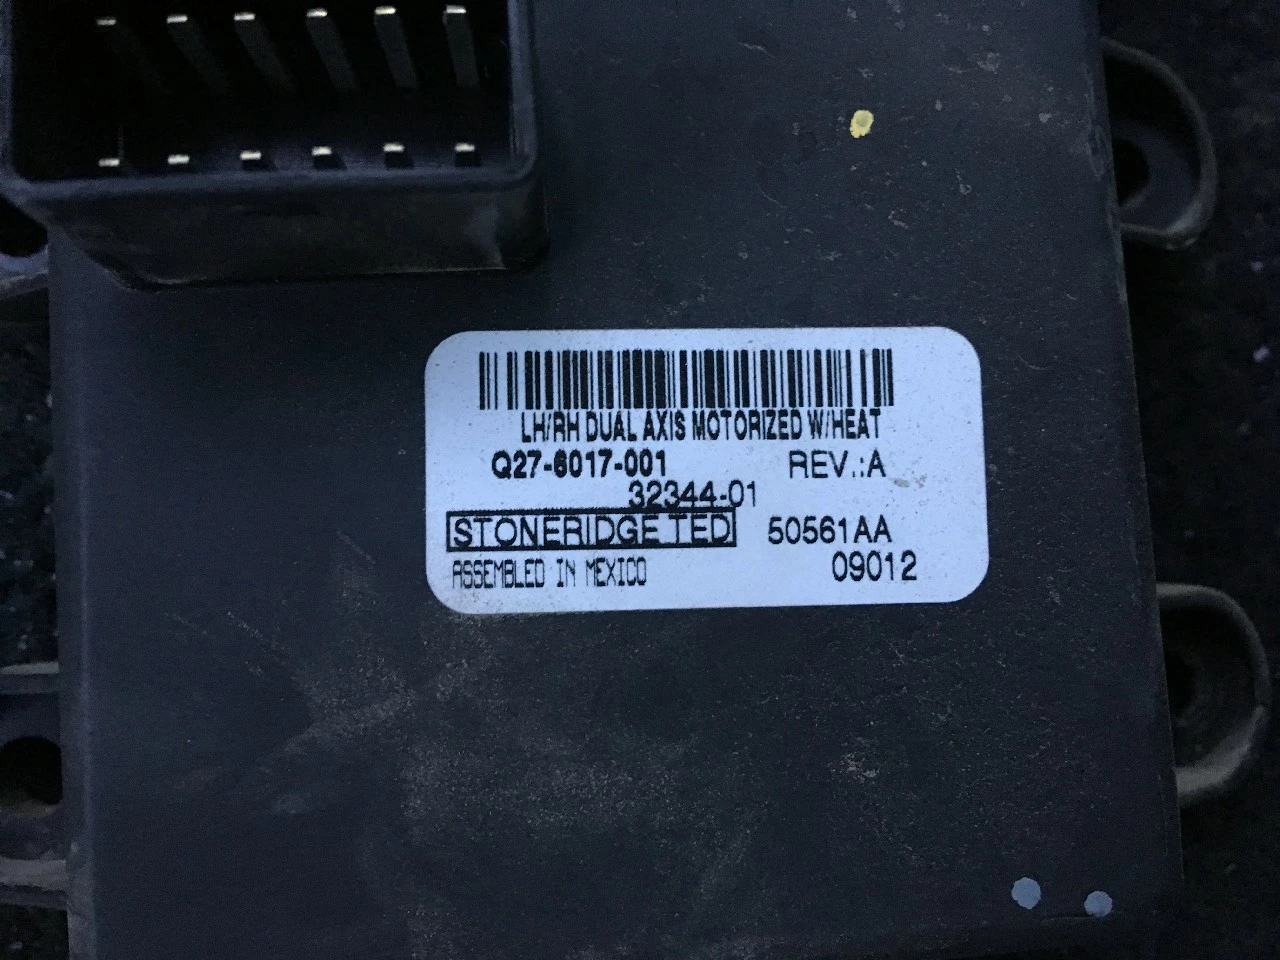 LH/RH DUAL AXIS MOTORIZED W/HEAT
Q27-6017-001 REV.:A
32344-01
STONERIDGE TED 50561AA
ASSEMBLED IN MEXICO 09012